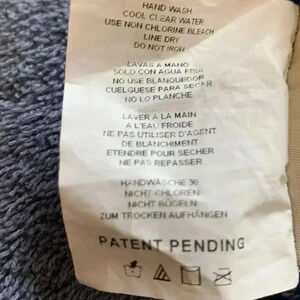 HAND WASH
COOL CLEAR WATER
USE NON CHLORINE BLEACH
LINE DRY
DO NOT IRON
LAVAS A MANO
SOLO CON AGUA FRIA
NO USE BLANQUEDOR
CUELGUESE PARA SECAR
NO LO PLANCHE
LAVER À LA MAIN
A L'EAU FROIDE
NE PAS UTILISER D'AGENT
DE BLANCHIMENT
ETENDRE POUR SECHER
NE PAS REPASSER
HANDWÄSCHE 30
NICHT CHLOREN
NICHT BÜGELN
ZUM TROCKEN AUFHÄNGEN
PATENT PENDING